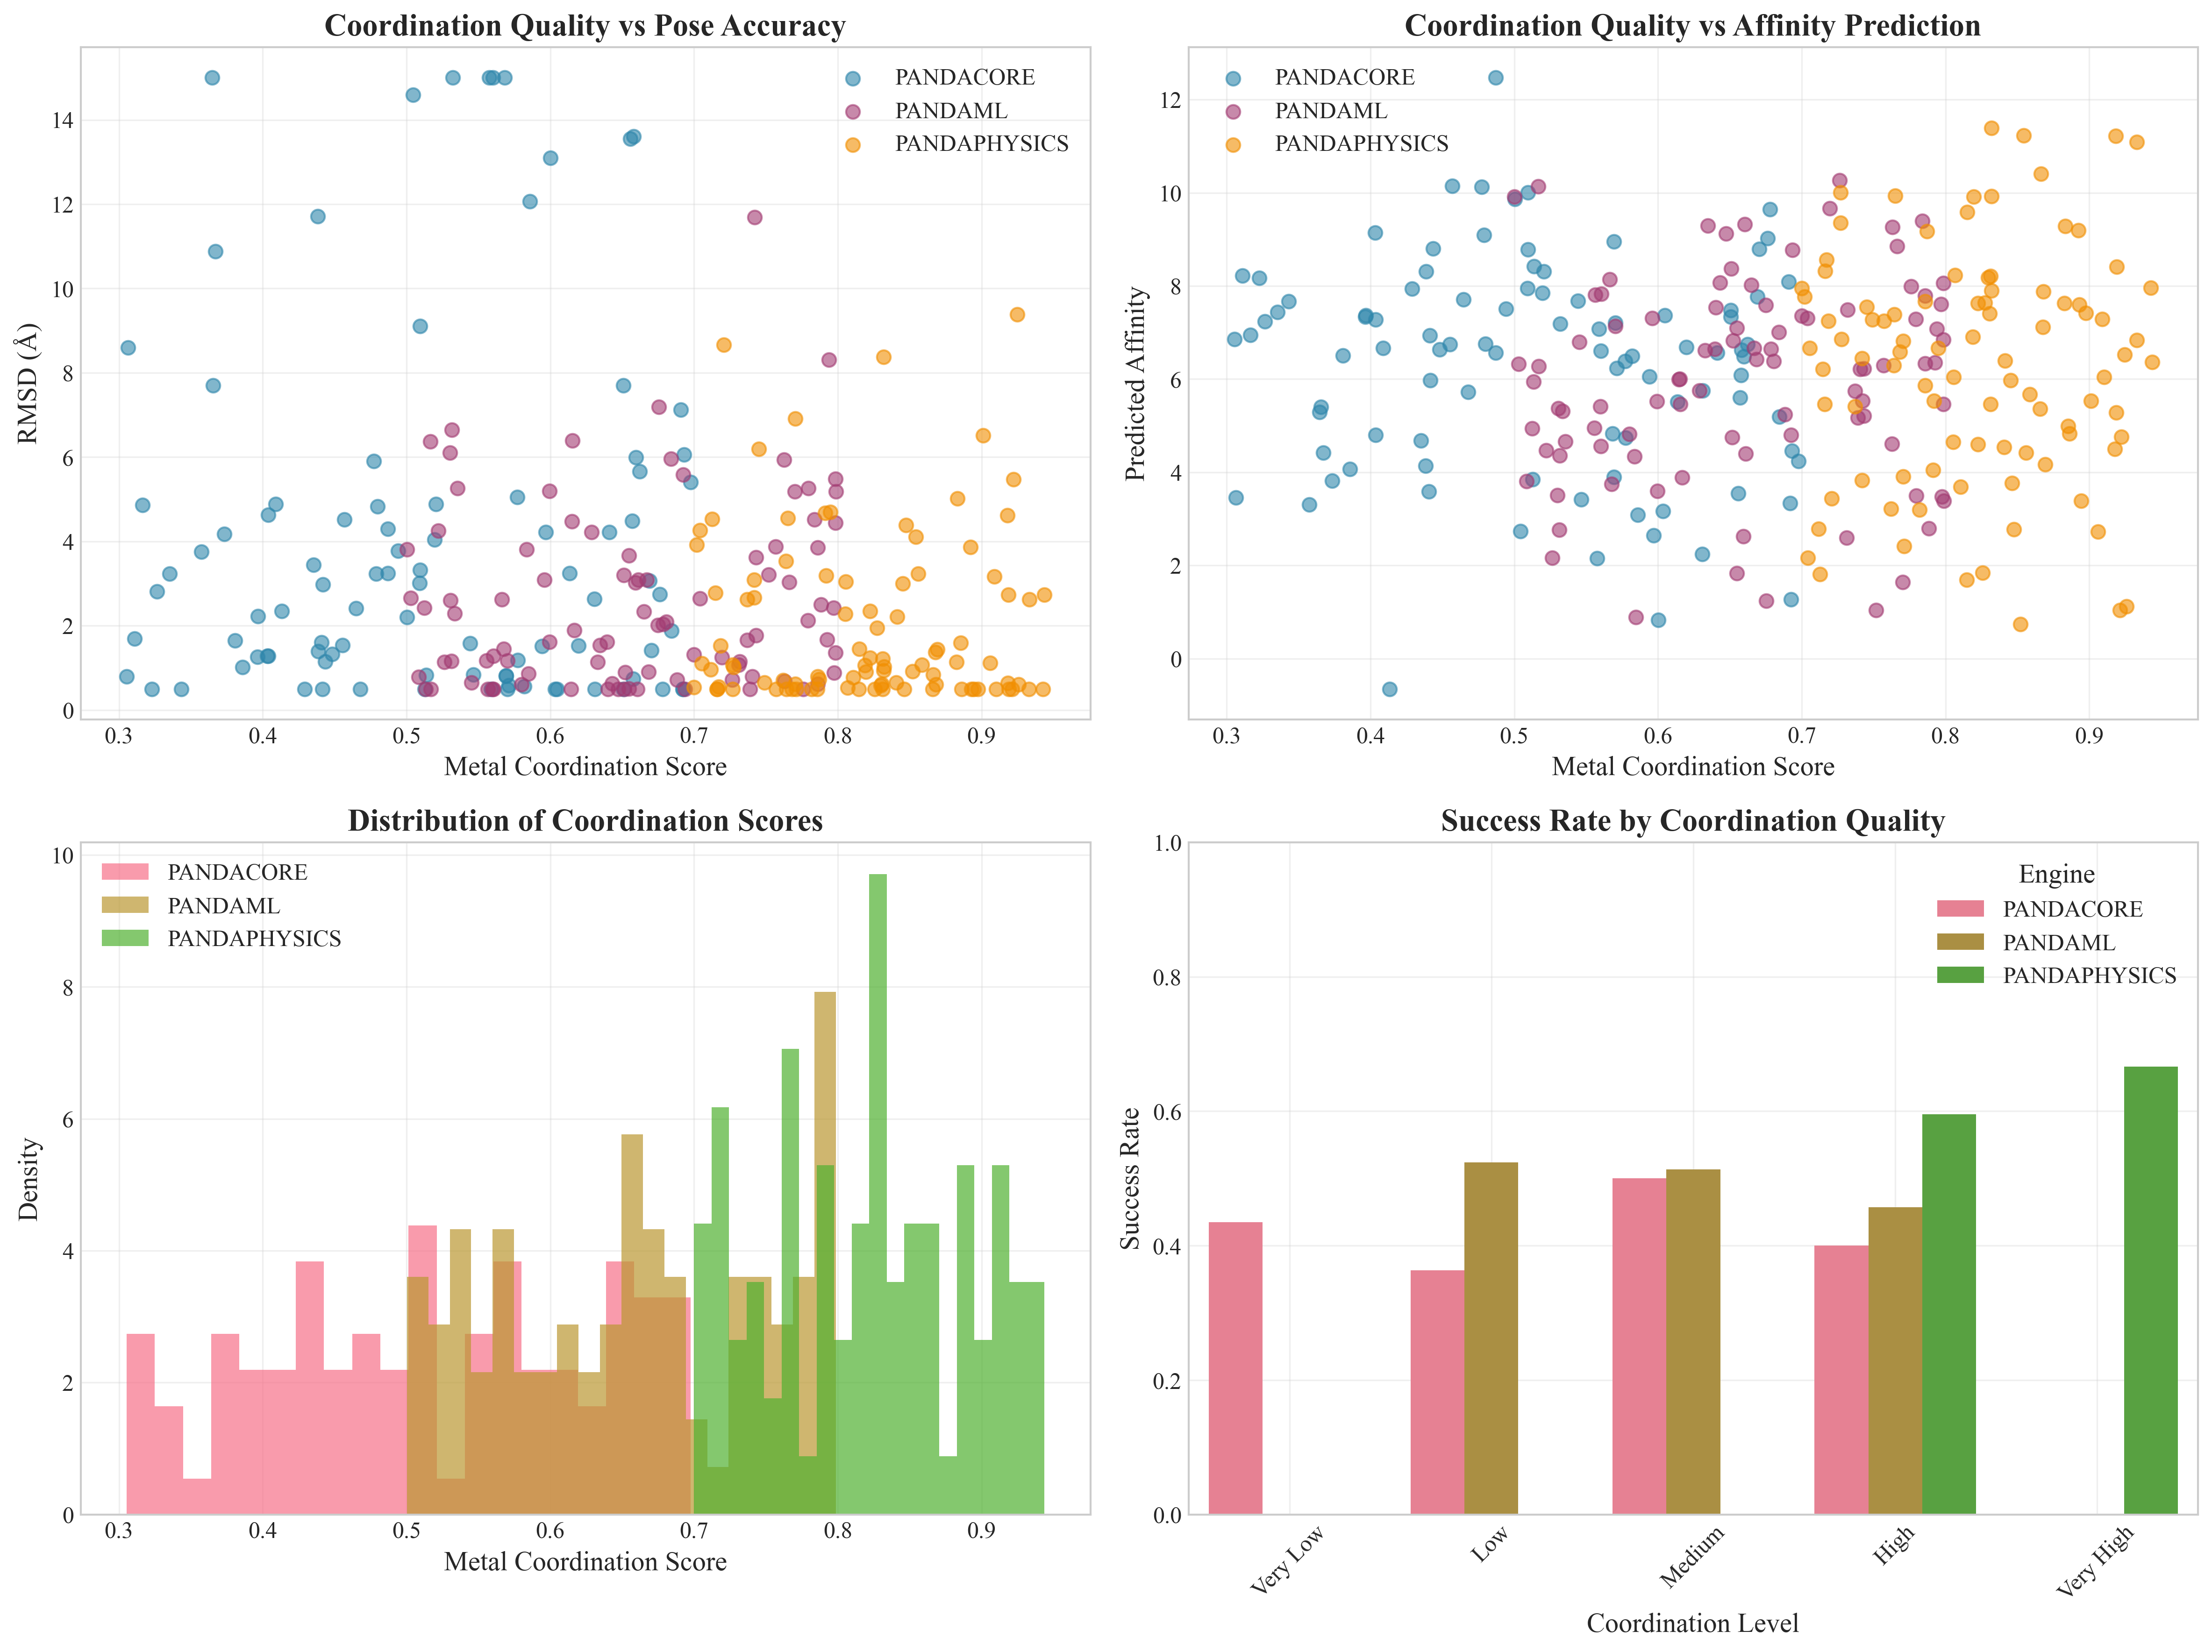 Coordination Quality vs Pose Accuracy
RMSD (Å)
14
12
10
8
6
4
2
0
0.3 0.4 0.5 0.6 0.7 0.8 0.9
Metal Coordination Score
PANDACORE
PANDAML
PANDAPHYSICS
Coordination Quality vs Affinity Prediction
Predicted Affinity
12
10
8
6
4
2
0
0.3 0.4 0.5 0.6 0.7 0.8 0.9
Metal Coordination Score
PANDACORE
PANDAML
PANDAPHYSICS
Distribution of Coordination Scores
Density
10
8
6
4
2
0
0.3 0.4 0.5 0.6 0.7 0.8 0.9
Metal Coordination Score
PANDACORE
PANDAML
PANDAPHYSICS
Success Rate by Coordination Quality
Success Rate
1.0
0.8
0.6
0.4
0.2
0.0
Very Low Low Medium High Very High
Coordination Level
Engine
PANDACORE
PANDAML
PANDAPHYSICS